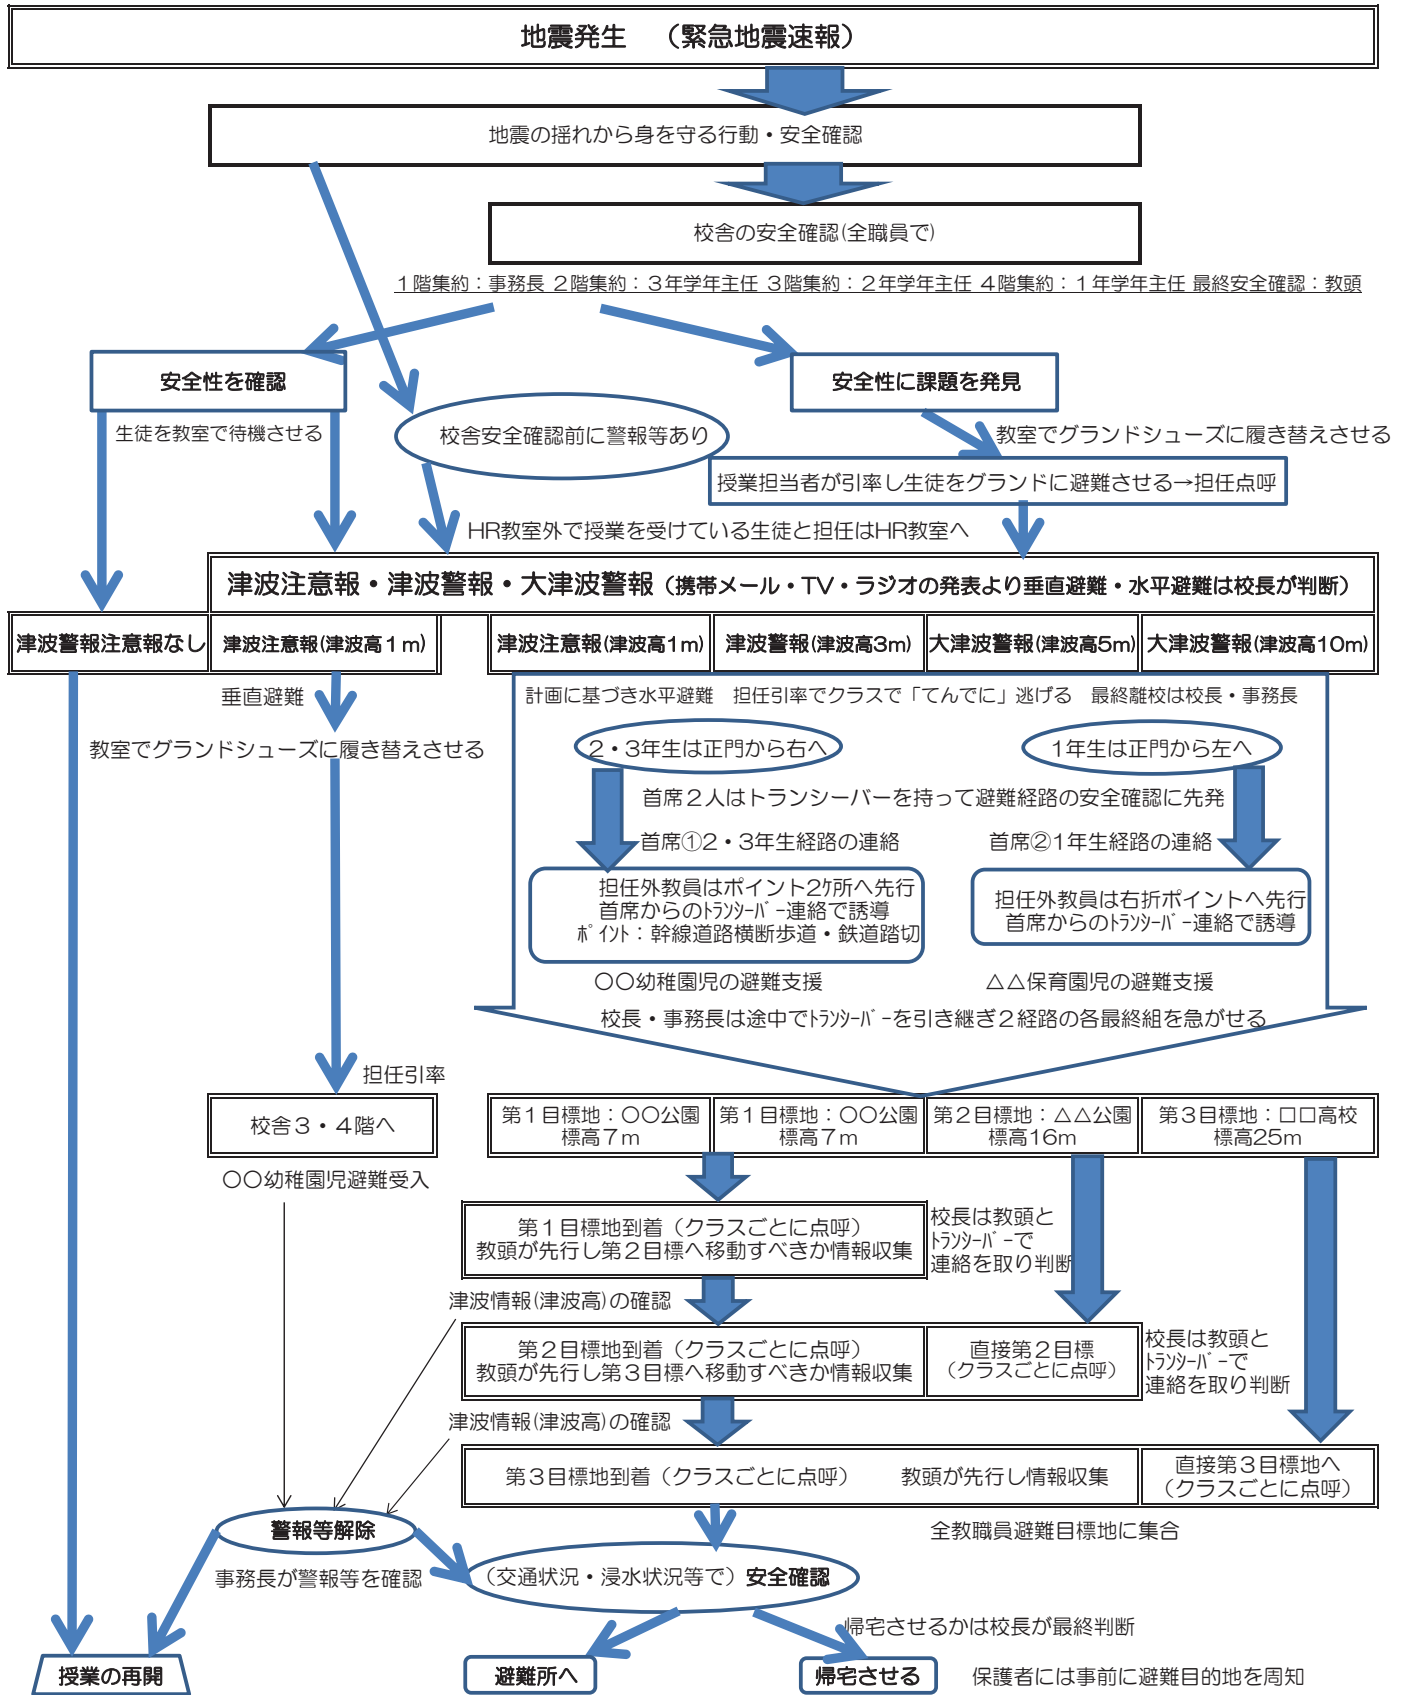 地震発生　（緊急地震速報）
地震の揺れから身を守る行動・安全確認
校舎の安全確認(全職員で)
１階集約：事務長 ２階集約：３年学年主任 ３階集約：２年学年主任 ４階集約：１年学年主任 最終安全確認：教頭
安全性を確認
安全性に課題を発見
生徒を教室で待機させる
校舎安全確認前に警報等あり
教室でグランドシューズに履き替えさせる
授業担当者が引率し生徒をグランドに避難させる→担任点呼
HR教室外で授業を受けている生徒と担任はHR教室へ
津波注意報・津波警報・大津波警報（携帯メール・TV・ラジオの発表より垂直避難・水平避難は校長が判断）
津波警報注意報なし
津波注意報(津波高１m)
津波注意報(津波高1m)
津波警報(津波高3m)
大津波警報(津波高5m)
大津波警報(津波高10m)
垂直避難
計画に基づき水平避難　担任引率でクラスで「てんでに」逃げる　最終離校は校長・事務長
教室でグランドシューズに履き替えさせる
２・３年生は正門から右へ
１年生は正門から左へ
首席２人はトランシーバーを持って避難経路の安全確認に先発
首席①２・３年生経路の連絡
首席②１年生経路の連絡
担任外教員はポイント2ｹ所へ先行
首席からのﾄﾗﾝｼｰﾊﾞｰ連絡で誘導
ﾎﾟｲﾝﾄ：幹線道路横断歩道・鉄道踏切
担任外教員は右折ポイントへ先行
首席からのﾄﾗﾝｼｰﾊﾞｰ連絡で誘導
〇〇幼稚園児の避難支援
△△保育園児の避難支援
校長・事務長は途中でﾄﾗﾝｼｰﾊﾞｰを引き継ぎ２経路の各最終組を急がせる
担任引率
校舎３・４階へ
第１目標地：〇〇公園
標高７ｍ
第１目標地：〇〇公園
標高７ｍ
第２目標地：△△公園
標高16m
第３目標地：□□高校
標高25m
〇〇幼稚園児避難受入
第１目標地到着（クラスごとに点呼）
教頭が先行し第２目標へ移動すべきか情報収集
校長は教頭と
ﾄﾗﾝｼｰﾊﾞｰで
連絡を取り判断
津波情報(津波高)の確認
第２目標地到着（クラスごとに点呼）
教頭が先行し第３目標へ移動すべきか情報収集
直接第２目標
（クラスごとに点呼）
校長は教頭と
ﾄﾗﾝｼｰﾊﾞｰで
連絡を取り判断
津波情報(津波高)の確認
第３目標地到着（クラスごとに点呼）　　教頭が先行し情報収集
直接第３目標地へ
（クラスごとに点呼）
警報等解除
全教職員避難目標地に集合
事務長が警報等を確認
（交通状況・浸水状況等で）安全確認
帰宅させるかは校長が最終判断
授業の再開
避難所へ
帰宅させる
保護者には事前に避難目的地を周知